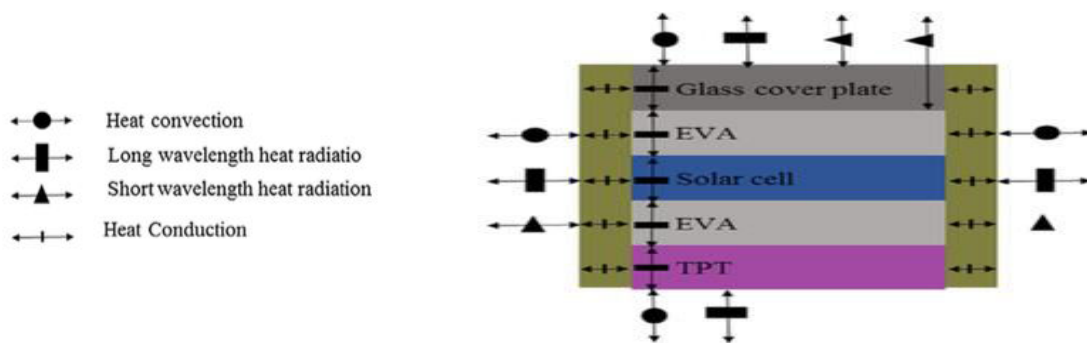 Heat convection
Long wavelength heat radiatio
Short wavelength heat radiation
Heat Conduction
Glass cover plate
EVA
Solar cell
EVA
TPT